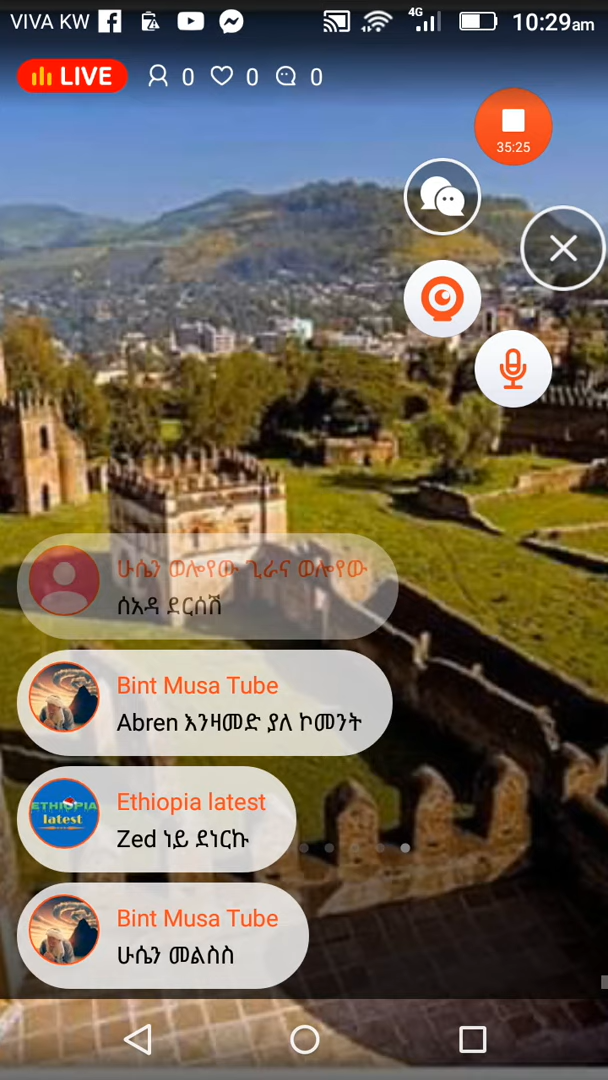 VIVA KW
4G
10:29am
LIVE 0 0 0
35:25
ሁሴን ወሎየው ጊራና ወሎየው
ሰአዳ ደርሰሽ
Bint Musa Tube
Abren እንዛመድ ያለ ኮመንት
ETHIOPIA
latest
Ethiopia latest
Zed ነይ ደነርኩ
Bint Musa Tube
ሁሴን መልስስ